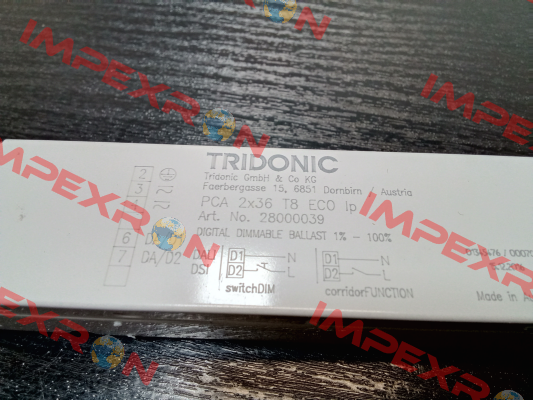 IMPEXRON
IMPEXRON
IMPEXRON
IMPEXRON
IMPEXRON
TRIDONIC
Tridonic GmbH & Co KG
Faerbergasse 15, 6851 Dornbirn / Austria
PCA 2x36 T8 ECO lp
Art. No. 28000039
DIGITAL DIMMABLE BALLAST 1% - 100%
2
3
4
6
7 DA/D2
DALI
DSI
D1 N
D2 L
switchDIM
D1 N
D2 L
corridorFUNCTION
Made in